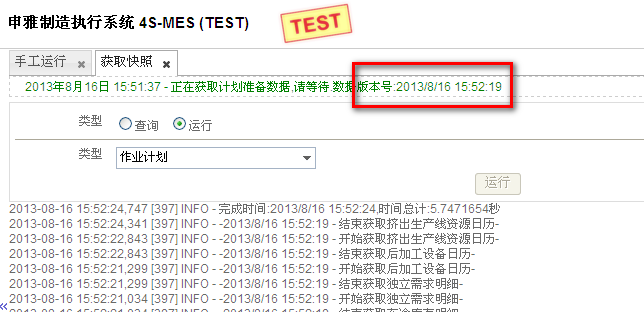 申雅制造执行系统 4S-MES (TEST)
TEST
手工运行 × 获取快照 ×
2013年8月16日 15:51:37 - 正在获取计划准备数据,请等待.数据版本号:2013/8/16 15:52:19
类型 查询 运行
类型 作业计划
运行
2013-08-16 15:52:24,747 [397] INFO - 完成时间:2013/8/16 15:52:24,时间总计:5.7471654秒
2013-08-16 15:52:24,341 [397] INFO - -2013/8/16 15:52:19 - 结束获取挤出生产线资源日历-
2013-08-16 15:52:22,843 [397] INFO - -2013/8/16 15:52:19 - 开始获取挤出生产线资源日历-
2013-08-16 15:52:22,843 [397] INFO - -2013/8/16 15:52:19 - 结束获取后加工设备日历-
2013-08-16 15:52:21,299 [397] INFO - -2013/8/16 15:52:19 - 开始获取后加工设备日历-
2013-08-16 15:52:21,299 [397] INFO - -2013/8/16 15:52:19 - 结束获取独立需求明细-
2013-08-16 15:52:21,034 [397] INFO - -2013/8/16 15:52:19 - 开始获取独立需求明细-